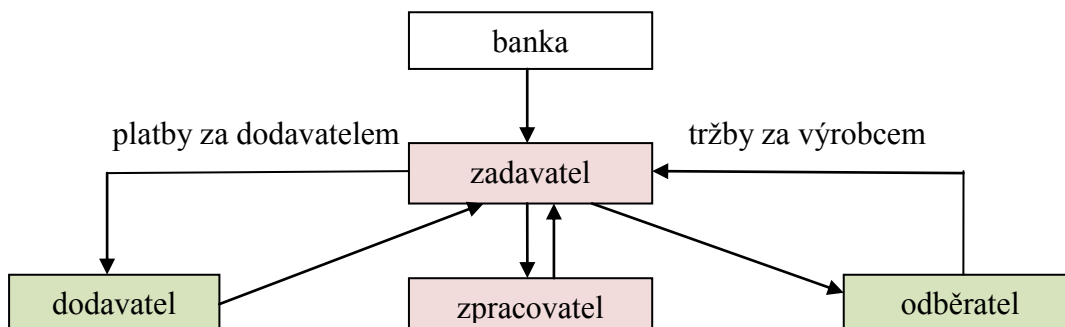 banka
platby za dodavatelem
tržby za výrobcem
zadavatel
dodavatel
zpracovatel
odběratel